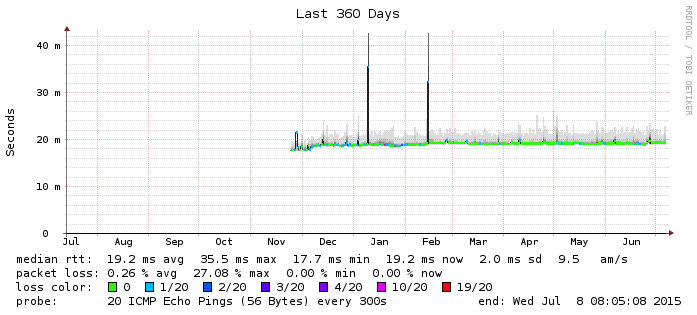 Last 360 Days
RRDTOOL / TOBI OETIKER
Seconds
40 m
30 m
20 m
10 m
0
Jul Aug Sep Oct Nov Dec Jan Feb Mar Apr May Jun
median rtt: 19.2 ms avg 35.5 ms max 17.7 ms min 19.2 ms now 2.0 ms sd 9.5 am/s
packet loss: 0.26 % avg 27.08 % max 0.00 % min 0.00 % now
loss color: 0 1/20 2/20 3/20 4/20 10/20 19/20
probe: 20 ICMP Echo Pings (56 Bytes) every 300s end: Wed Jul 8 08:05:08 2015